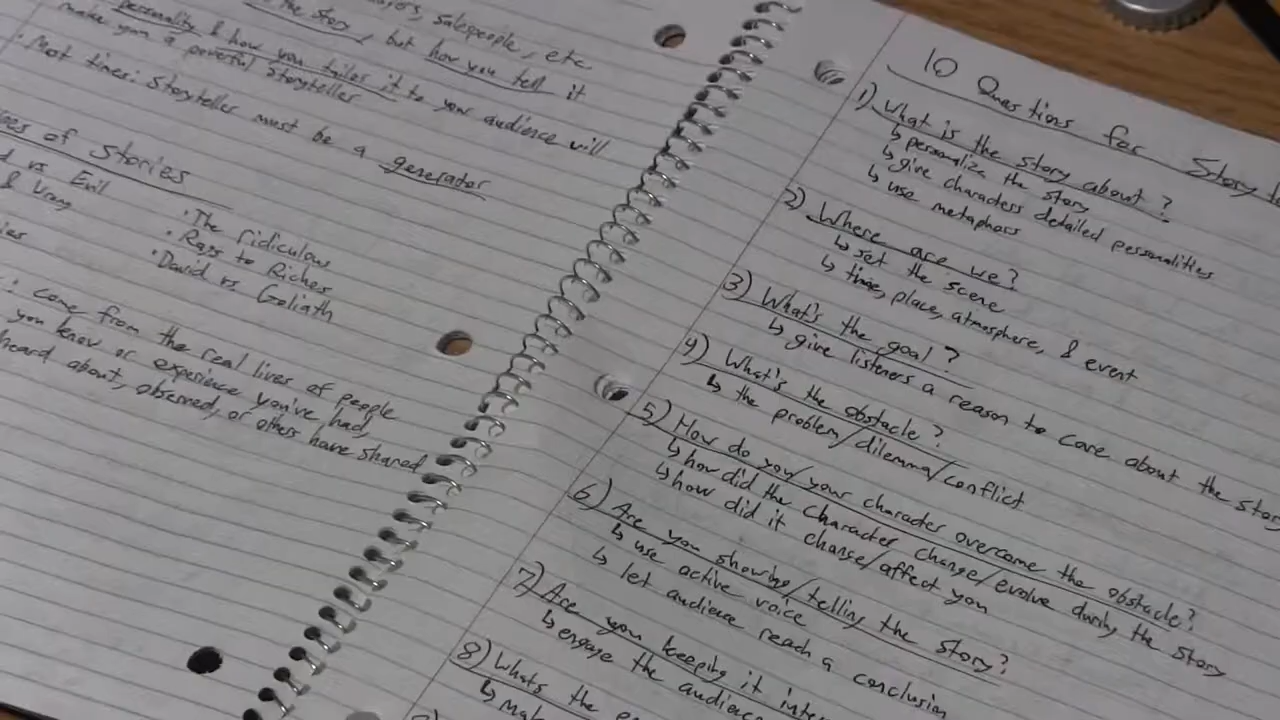 salespeople, etc.
the story, but how you tell it
personality & how you tailor it to your audience will
make you a powerful storyteller
· Most times: Storyteller must be a generator
of Stories
vs Evil
& Wrong
· The ridiculous
· Rags to Riches
· David vs Goliath
: come from the real lives of people
you know or experience you've had,
heard about, observed, or others have shared
10 Questions for Story
1) What is the story about?
↳ personalize the story
↳ give characters detailed personalities
↳ use metaphors
2) Where are we?
↳ set the scene
↳ time, place, atmosphere, & event
3) What's the goal?
↳ give listeners a reason to care about the story
4) What's the obstacle?
↳ the problem/dilemma/conflict
5) How do you/your character overcome the obstacle?
↳ how did the character change/evolve during the story
↳ how did it change/affect you
6) Are you showing/telling the story?
↳ use active voice
↳ let audience reach a conclusion
7) Are you keeping it
↳ engage the audience
8) Whats the